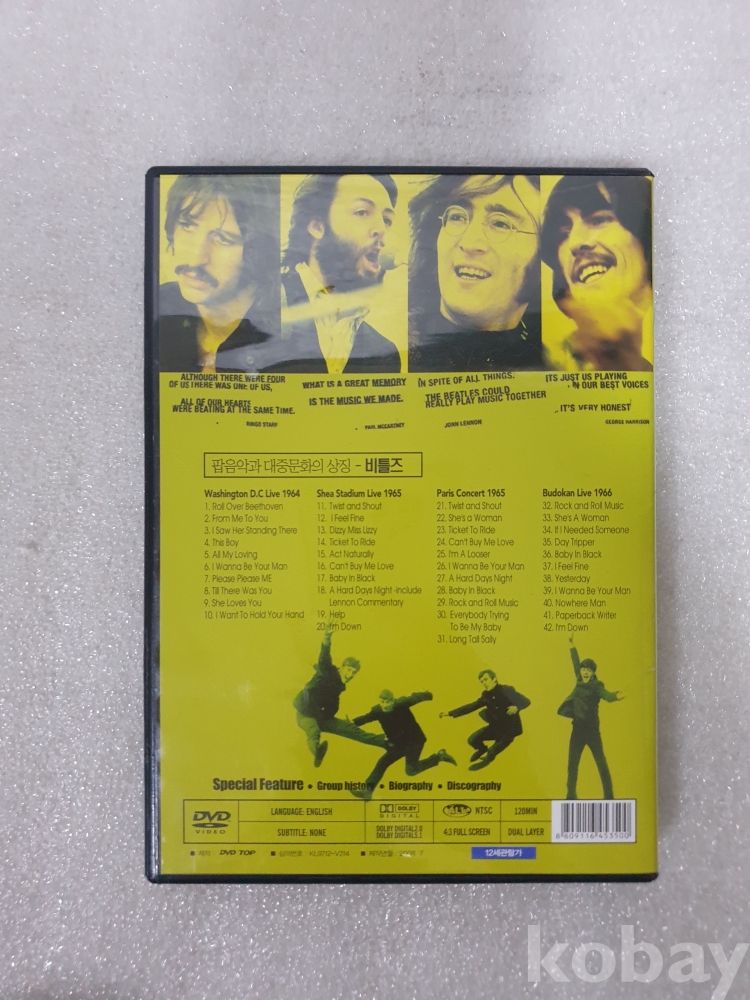 ALTHOUGH THERE WERE FOUR
OF US THERE WAS ONE OF US,
ALL OF OUR HEARTS
WERE BEATING AT THE SAME TIME.
RINGO STARR
WHAT IS A GREAT MEMORY
IS THE MUSIC WE MADE.
PAUL MCCARTNEY
IN SPITE OF ALL THINGS,
THE BEATLES COULD
REALLY PLAY MUSIC TOGETHER
JOHN LENNON
ITS JUST US PLAYING
IN OUR BEST VOICES
IT'S VERY HONEST
GEORGE HARRISON
팝음악과 대중문화의 상징 - 비틀즈
Washington D.C Live 1964
1. Roll Over Beethoven
2. From Me To You
3. I Saw Her Standing There
4. This Boy
5. All My Loving
6. I Wanna Be Your Man
7. Please Please ME
8. Till There Was You
9. She Loves You
10. I Want To Hold Your Hand
Shea Stadium Live 1965
11. Twist and Shout
12. I Feel Fine
13. Dizzy Miss Lizzy
14. Ticket To Ride
15. Act Naturally
16. Can't Buy Me Love
17. Baby In Black
18. A Hard Days Night -include
Lennon Commentary
19. Help
20. I'm Down
Paris Concert 1965
21. Twist and Shout
22. She's a Woman
23. Ticket To Ride
24. Can't Buy Me Love
25. I'm A Looser
26. I Wanna Be Your Man
27. A Hard Days Night
28. Baby In Black
29. Rock and Roll Music
30. Everybody Trying
To Be My Baby
31. Long Tall Sally
Budokan Live 1966
32. Rock and Roll Music
33. She's A Woman
34. If I Needed Someone
35. Day Tripper
36. Baby In Black
37. I Feel Fine
38. Yesterday
39. I Wanna Be Your Man
40. Nowhere Man
41. Paperback Writer
42. I'm Down
Special Feature • Group history • Biography • Discography
DVD
VIDEO
LANGUAGE: ENGLISH
SUBTITLE: NONE
DOLBY
DIGITAL
DOLBY DIGITAL2.0
DOLBY DIGITAL5.1
ALL NTSC
4:3 FULL SCREEN
120MIN
DUAL LAYER
8 809116 453500
■ 제작 DVD TOP
12세관람가
kobay